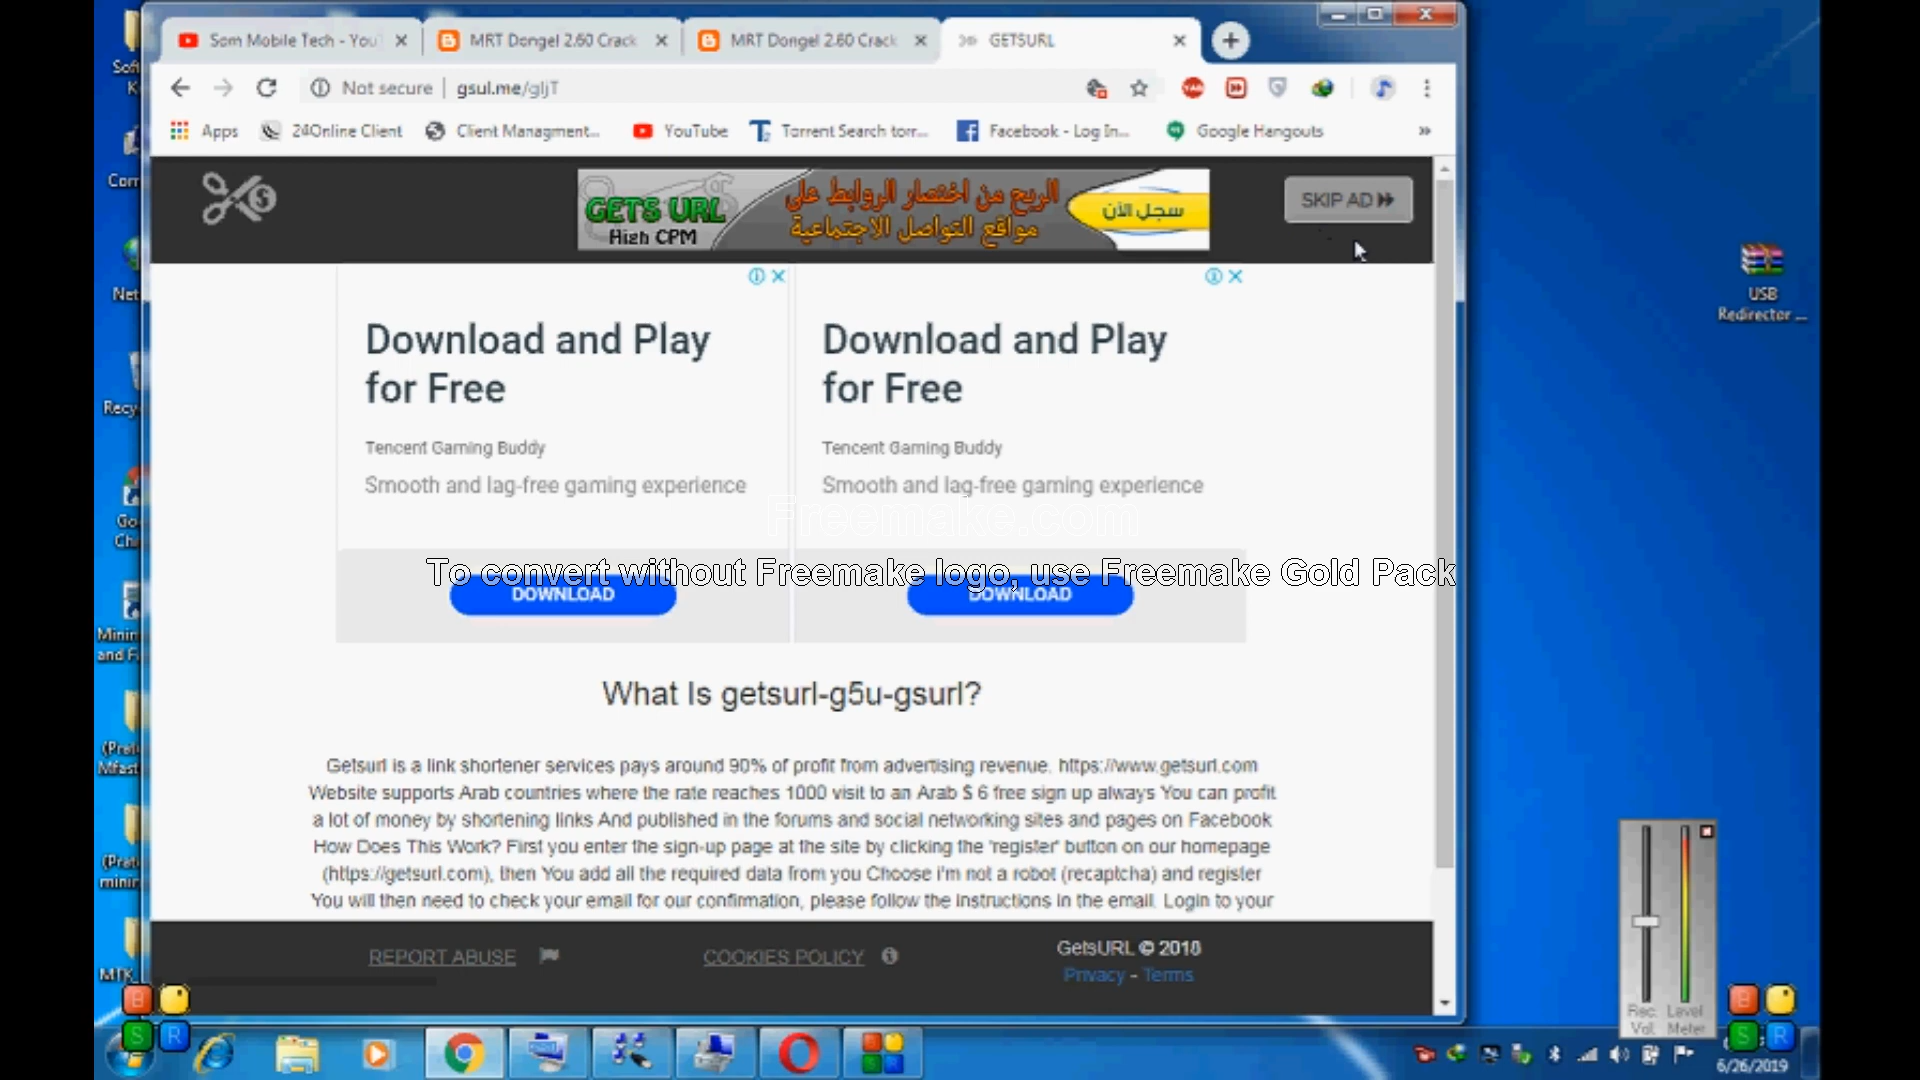 Som Mobile Tech - You
MRT Dongel 2.60 Crack
MRT Dongel 2.60 Crack
GETSURL
Not secure
gsul.me/gljT
Apps
24Online Client
Client Managment...
YouTube
Torrent Search torr...
Facebook - Log In...
Google Hangouts
GETS URL
High CPM
الربح من اختصار الروابط على
مواقع التواصل الاجتماعية
سجل الآن
SKIP AD
Download and Play
for Free
Tencent Gaming Buddy
Smooth and lag-free gaming experience
DOWNLOAD
Download and Play
for Free
Tencent Gaming Buddy
Smooth and lag-free gaming experience
DOWNLOAD
Freemake.com
To convert without Freemake logo, use Freemake Gold Pack
What Is getsurl-g5u-gsurl?
Getsurl is a link shortener services pays around 90% of profit from advertising revenue. https://www.getsurl.com
Website supports Arab countries where the rate reaches 1000 visit to an Arab $ 6 free sign up always You can profit
a lot of money by shortening links And published in the forums and social networking sites and pages on Facebook
How Does This Work? First you enter the sign-up page at the site by clicking the 'register' button on our homepage
(https://getsurl.com), then You add all the required data from you Choose i'm not a robot (recaptcha) and register
You will then need to check your email for our confirmation, please follow the instructions in the email. Login to your
REPORT ABUSE
COOKIES POLICY
GetsURL © 2018
Privacy - Terms
USB
Redirector ...
Rec. Level
Vol. Meter
B
S R
B
S R
MTK
6/26/2019